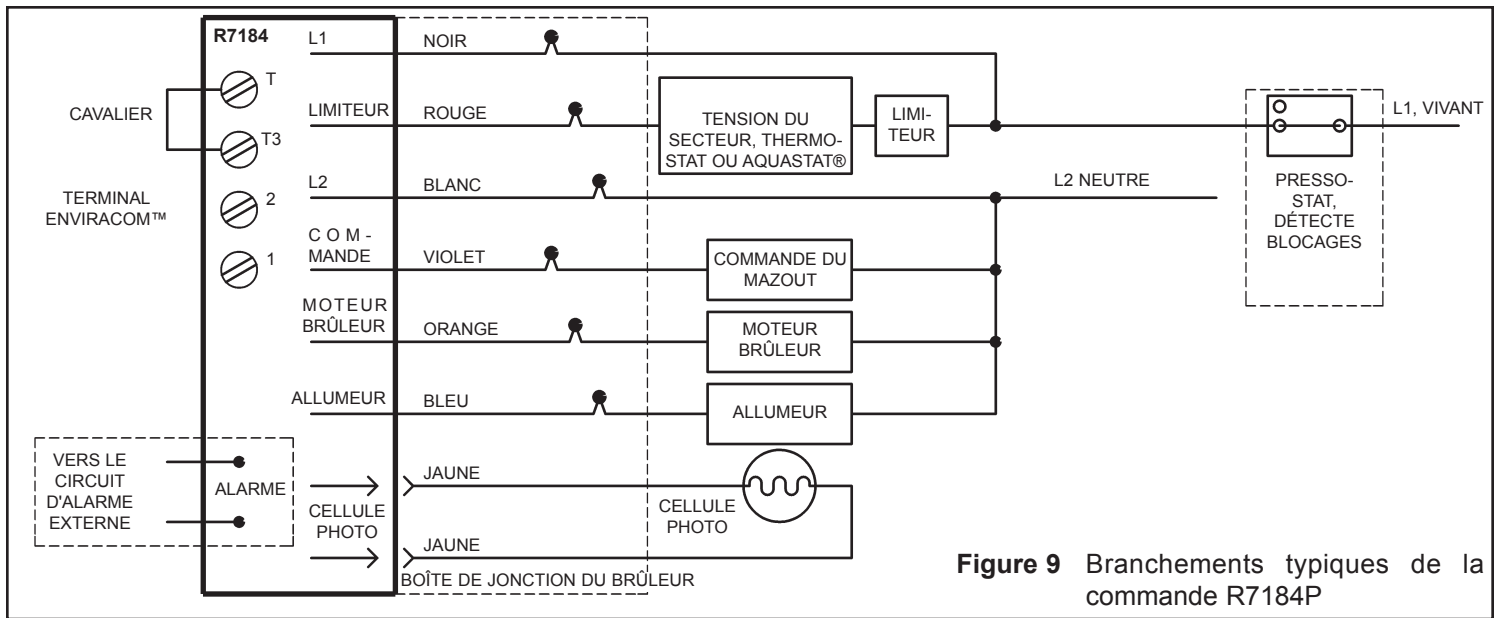 R7184
L1
NOIR
T
CAVALIER
LIMITEUR
ROUGE
TENSION DU
SECTEUR, THERMO-
STAT OU AQUASTAT®
LIMI-
TEUR
L1, VIVANT
T3
L2
BLANC
L2 NEUTRE
PRESSO-
STAT,
DÉTECTE
BLOCAGES
TERMINAL
ENVIRACOM™
2
COM-
MANDE
VIOLET
COMMANDE DU
MAZOUT
1
MOTEUR
BRÛLEUR
ORANGE
MOTEUR
BRÛLEUR
ALLUMEUR
BLEU
ALLUMEUR
VERS LE
CIRCUIT
D'ALARME
EXTERNE
ALARME
JAUNE
CELLULE
PHOTO
CELLULE
PHOTO
JAUNE
BOÎTE DE JONCTION DU BRÛLEUR
Figure 9 Branchements typiques de la
commande R7184P